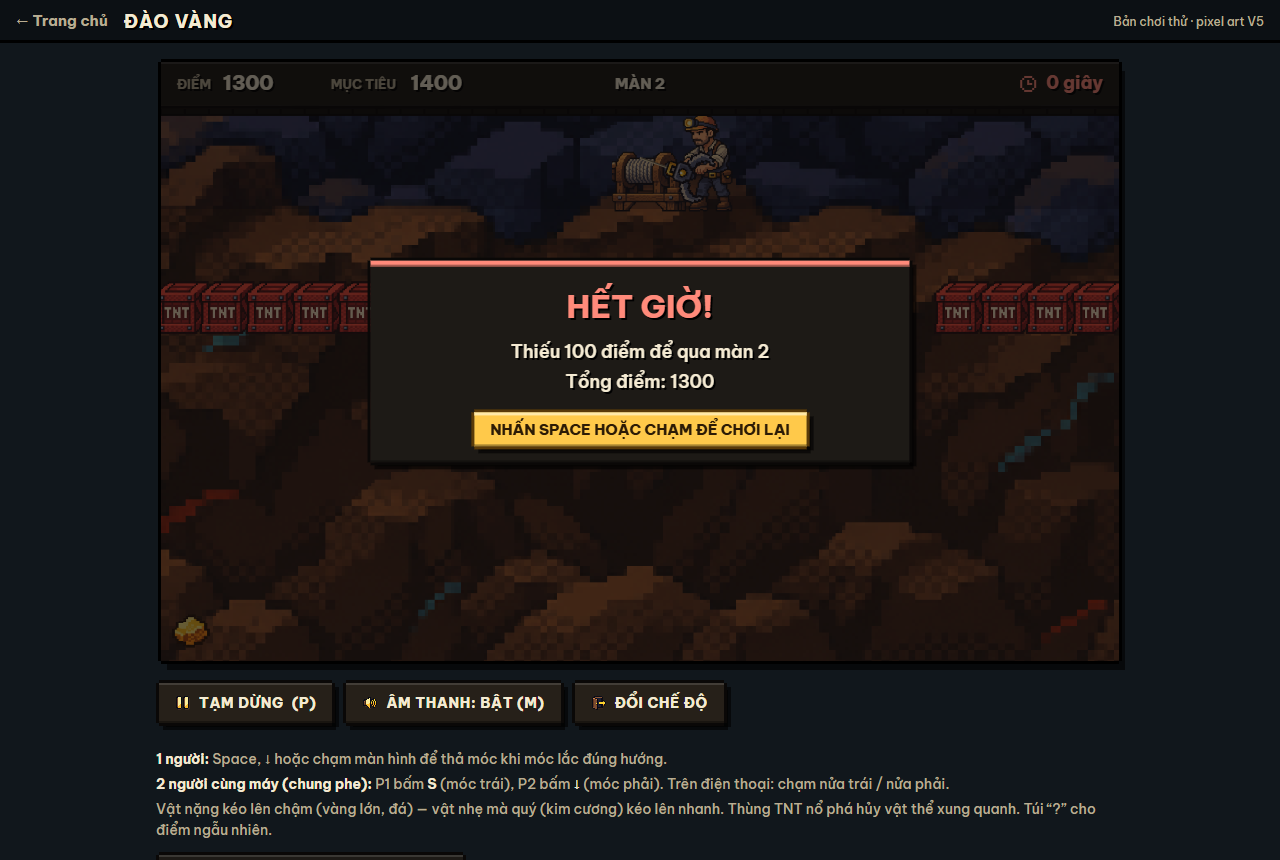 ← Trang chủ ĐÀO VÀNG Bản chơi thử · pixel art V5
ĐIỂM 1300 MỤC TIÊU 1400 MÀN 2 0 giây
TNT TNT TNT TNT TNT TNT TNT TNT TNT
HẾT GIỜ!
Thiếu 100 điểm để qua màn 2
Tổng điểm: 1300
NHẤN SPACE HOẶC CHẠM ĐỂ CHƠI LẠI
TẠM DỪNG (P) ÂM THANH: BẬT (M) ĐỔI CHẾ ĐỘ
1 người: Space, ↓ hoặc chạm màn hình để thả móc khi móc lắc đúng hướng.
2 người cùng máy (chung phe): P1 bấm S (móc trái), P2 bấm ↓ (móc phải). Trên điện thoại: chạm nửa trái / nửa phải.
Vật nặng kéo lên chậm (vàng lớn, đá) — vật nhẹ mà quý (kim cương) kéo lên nhanh. Thùng TNT nổ phá hủy vật thể xung quanh. Túi “?” cho
điểm ngẫu nhiên.